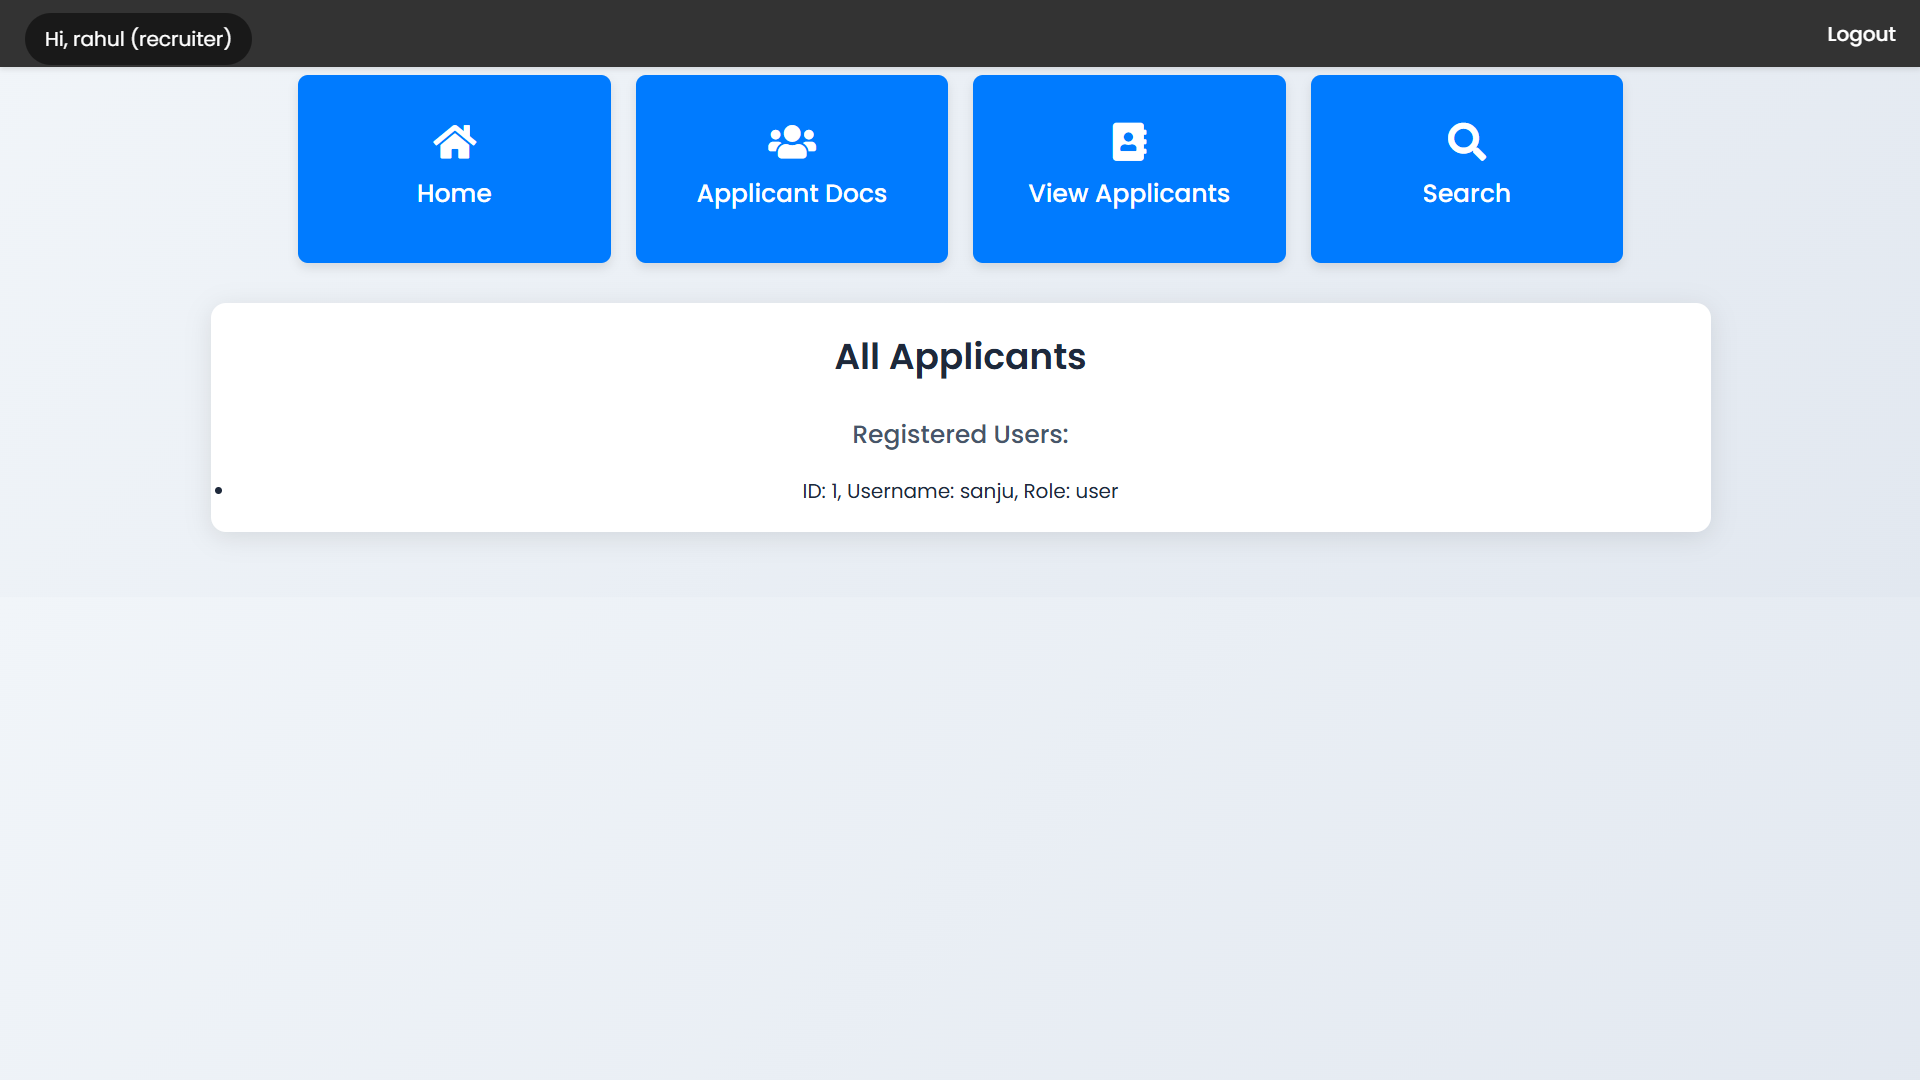 Hi, rahul (recruiter)
Logout
Home
Applicant Docs
View Applicants
Search
All Applicants
Registered Users:
ID: 1, Username: sanju, Role: user